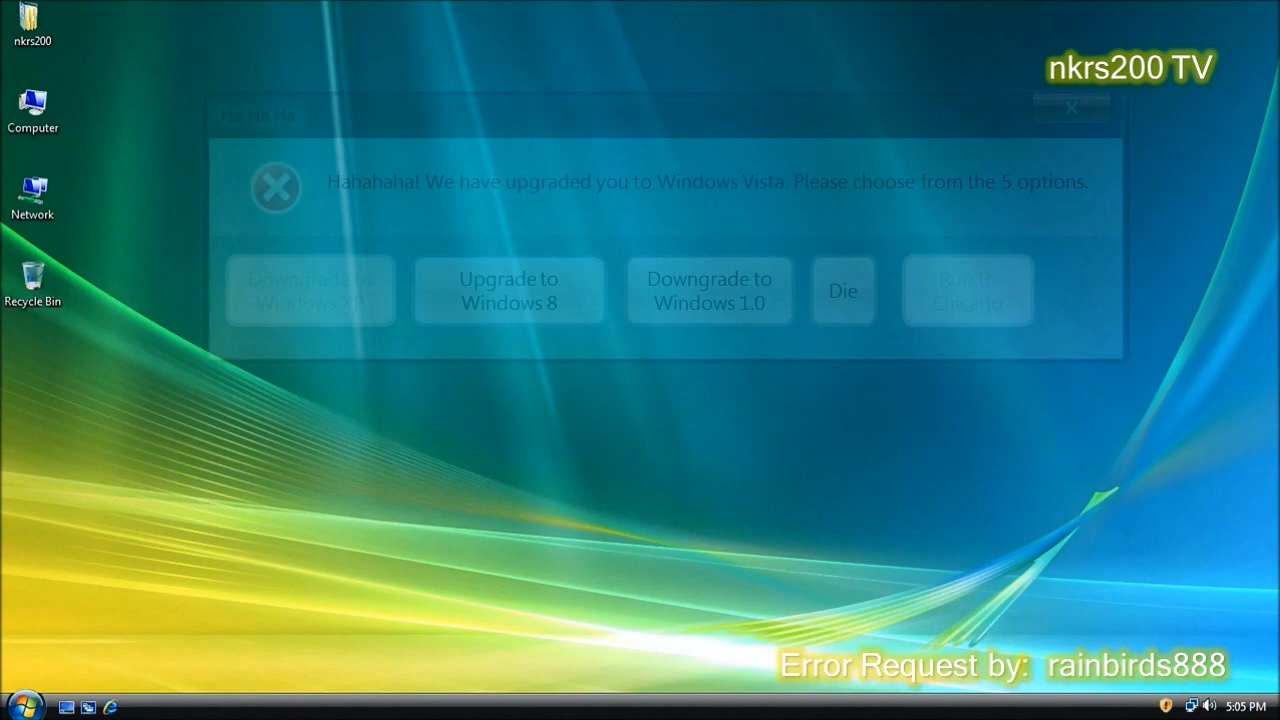 nkrs200
nkrs200 TV
Computer
Ha Ha Ha
X
Hahahaha! We have upgraded you to Windows Vista. Please choose from the 5 options.
Network
Downgrade to
Windows XP
Upgrade to
Windows 8
Downgrade to
Windows 1.0
Die
Run to
Chicago
Recycle Bin
Error Request by: rainbirds888
5:05 PM